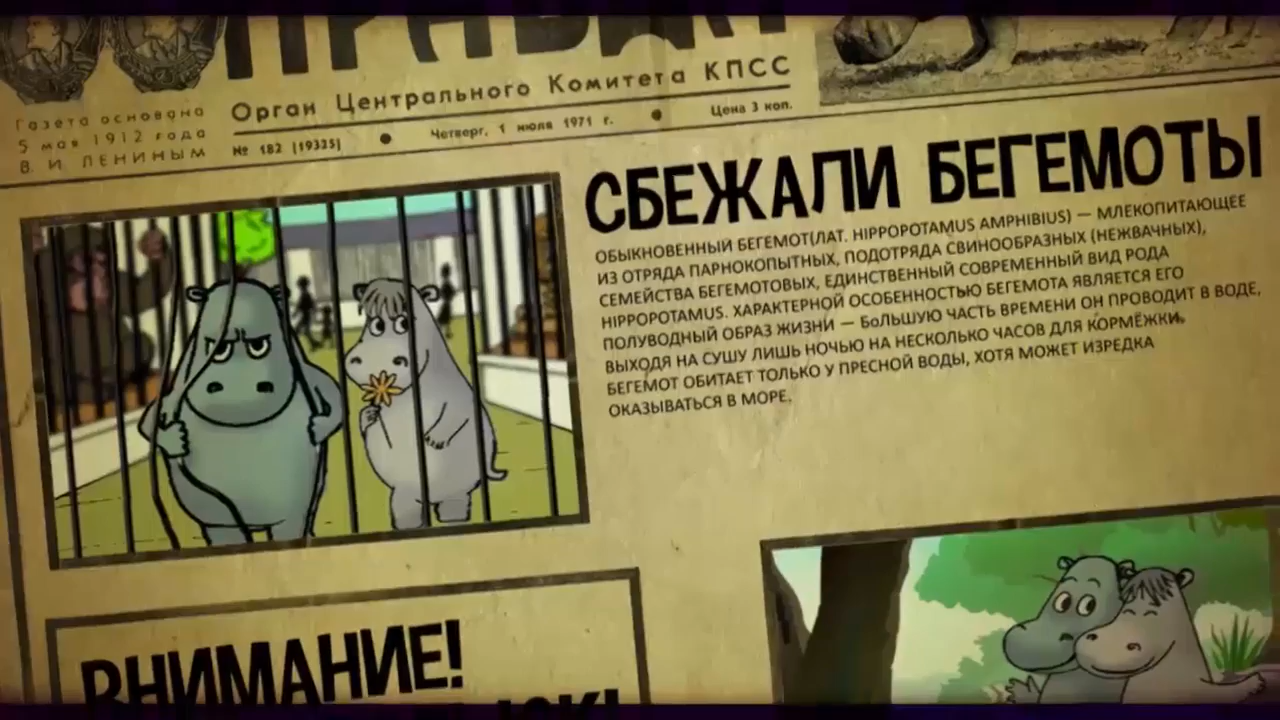 ПРАВДА
Газета основана
5 мая 1912 года
В. И. ЛЕНИНЫМ
Орган Центрального Комитета КПСС
№ 182 (19325) • Четверг, 1 июля 1971 г. • Цена 3 коп.
СБЕЖАЛИ БЕГЕМОТЫ
ОБЫКНОВЕННЫЙ БЕГЕМОТ(ЛАТ. HIPPOPOTAMUS AMPHIBIUS) — МЛЕКОПИТАЮЩЕЕ
ИЗ ОТРЯДА ПАРНОКОПЫТНЫХ, ПОДОТРЯДА СВИНООБРАЗНЫХ (НЕЖВАЧНЫХ),
СЕМЕЙСТВА БЕГЕМОТОВЫХ, ЕДИНСТВЕННЫЙ СОВРЕМЕННЫЙ ВИД РОДА
HIPPOPOTAMUS. ХАРАКТЕРНОЙ ОСОБЕННОСТЬЮ БЕГЕМОТА ЯВЛЯЕТСЯ ЕГО
ПОЛУВОДНЫЙ ОБРАЗ ЖИЗНИ — БоЛЬШУЮ ЧАСТЬ ВРЕМЕНИ ОН ПРОВОДИТ В ВОДЕ,
ВЫХОДЯ НА СУШУ ЛИШЬ НОЧЬЮ НА НЕСКОЛЬКО ЧАСОВ ДЛЯ КОРМЁЖКИ.
БЕГЕМОТ ОБИТАЕТ ТОЛЬКО У ПРЕСНОЙ ВОДЫ, ХОТЯ МОЖЕТ ИЗРЕДКА
ОКАЗЫВАТЬСЯ В МОРЕ.
ВНИМАНИЕ!